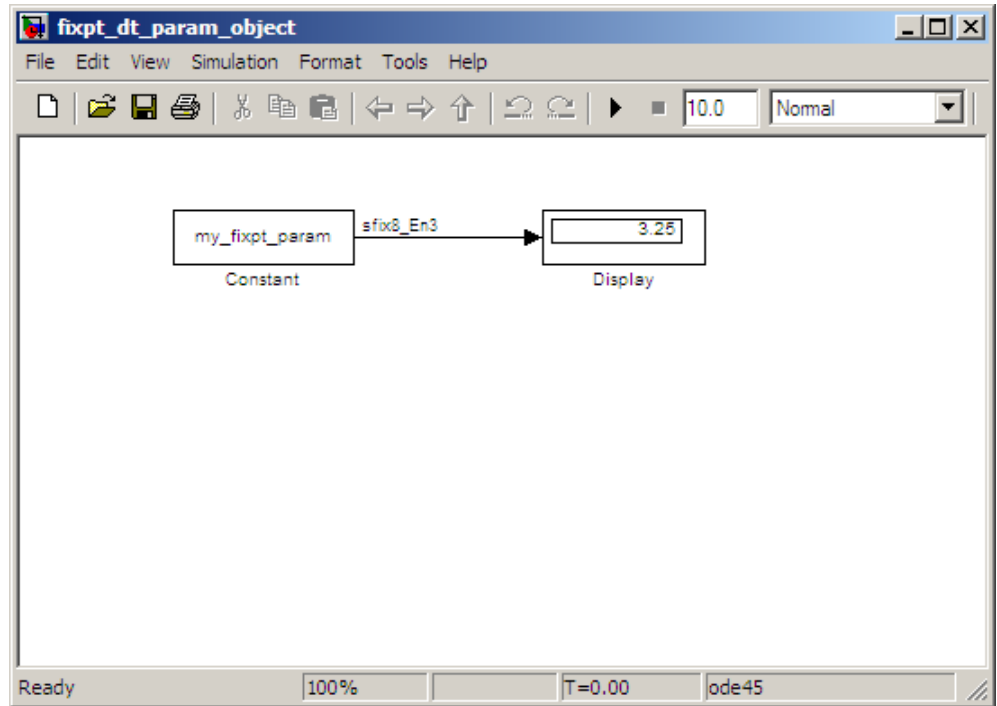 fixpt_dt_param_object
File Edit View Simulation Format Tools Help
10.0 Normal
my_fixpt_param sfix8_En3 3.25
Constant Display
Ready 100% T=0.00 ode45